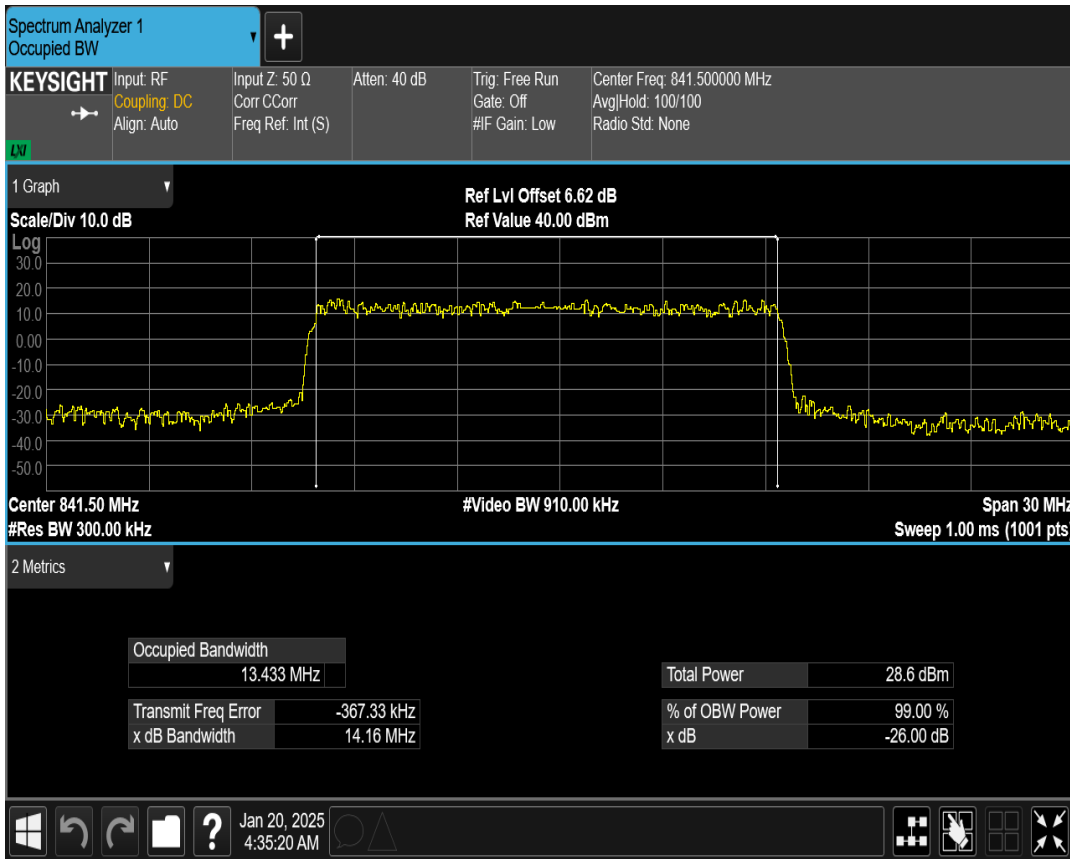 Spectrum Analyzer 1
Occupied BW
+
KEYSIGHT
LXI
Input: RF
Coupling: DC
Align: Auto
Input Z: 50 Ω
Corr CCorr
Freq Ref: Int (S)
Atten: 40 dB
Trig: Free Run
Gate: Off
#IF Gain: Low
Center Freq: 841.500000 MHz
Avg|Hold: 100/100
Radio Std: None
1 Graph
Scale/Div 10.0 dB
Ref Lvl Offset 6.62 dB
Ref Value 40.00 dBm
Log
30.0
20.0
10.0
0.00
-10.0
-20.0
-30.0
-40.0
-50.0
Center 841.50 MHz
#Video BW 910.00 kHz
Span 30 MHz
#Res BW 300.00 kHz
Sweep 1.00 ms (1001 pts)
2 Metrics
Occupied Bandwidth
13.433 MHz
Transmit Freq Error -367.33 kHz
x dB Bandwidth 14.16 MHz
Total Power 28.6 dBm
% of OBW Power 99.00 %
x dB -26.00 dB
?
Jan 20, 2025
4:35:20 AM